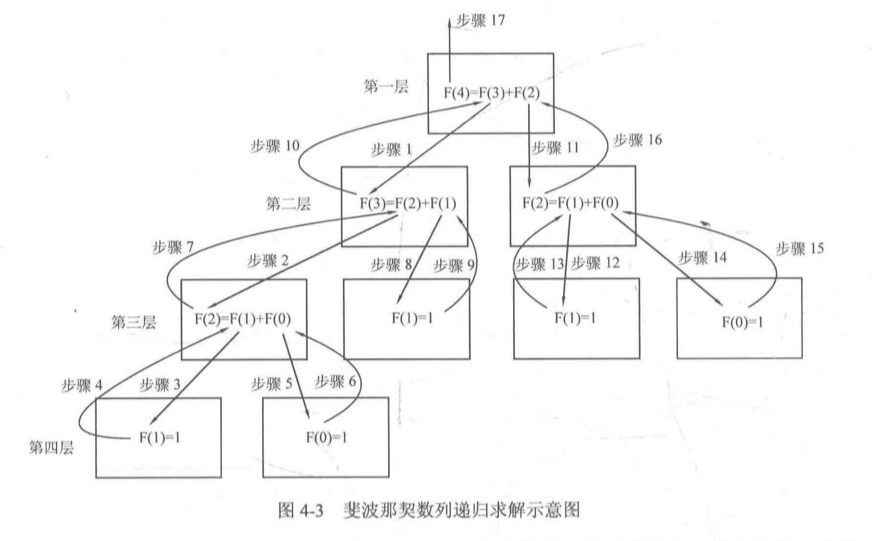 步骤 17
第一层
F(4)=F(3)+F(2)
步骤 10
步骤 1
步骤 11
步骤 16
第二层
F(3)=F(2)+F(1)
F(2)=F(1)+F(0)
步骤 7
步骤 2
步骤 8
步骤 9
步骤 13
步骤 12
步骤 14
步骤 15
第三层
F(2)=F(1)+F(0)
F(1)=1
F(1)=1
F(0)=1
步骤 4
步骤 3
步骤 5
步骤 6
第四层
F(1)=1
F(0)=1
图 4-3 斐波那契数列递归求解示意图